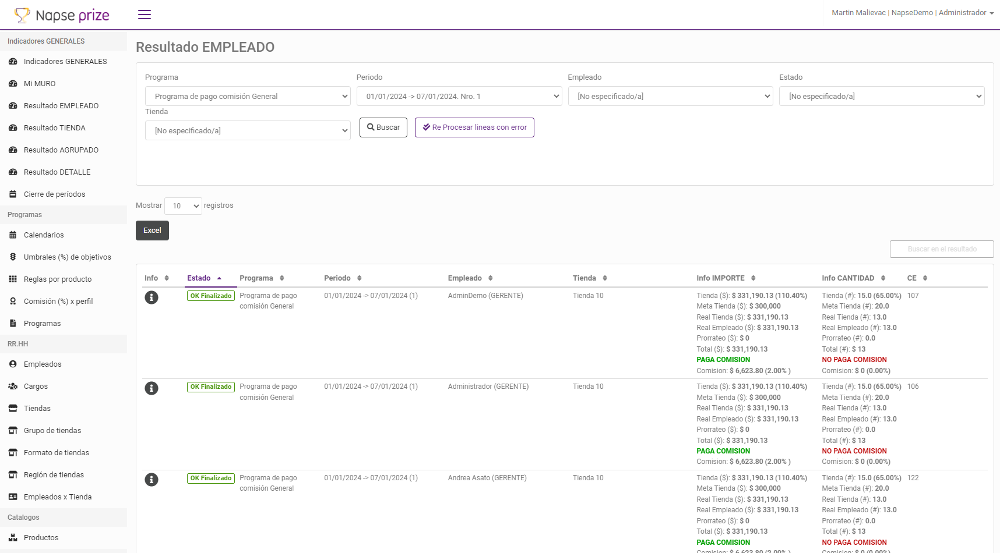 Napse prize
Martin Malievac | NapseDemo | Administrador
Indicadores GENERALES
Indicadores GENERALES
Mi MURO
Resultado EMPLEADO
Resultado TIENDA
Resultado AGRUPADO
Resultado DETALLE
Cierre de períodos
Programas
Calendarios
Umbrales (%) de objetivos
Reglas por producto
Comisión (%) x perfil
Programas
RR.HH
Empleados
Cargos
Tiendas
Grupo de tiendas
Formato de tiendas
Región de tiendas
Empleados x Tienda
Catalogos
Productos
Resultado EMPLEADO
Programa
Programa de pago comisión General
Periodo
01/01/2024 -> 07/01/2024. Nro. 1
Empleado
[No especificado/a]
Estado
[No especificado/a]
Tienda
[No especificado/a]
Buscar
Re Procesar lineas con error
Mostrar 10 registros
Excel
Buscar en el resultado
Info Estado Programa Periodo Empleado Tienda Info IMPORTE Info CANTIDAD CE
OK Finalizado
Programa de pago
comisión General
01/01/2024 -> 07/01/2024 (1)
AdminDemo (GERENTE)
Tienda 10
Tienda ($): $ 331,190.13 (110.40%)
Meta Tienda ($): $ 300,000
Real Tienda ($): $ 331,190.13
Real Empleado ($): $ 331,190.13
Prorrateo ($): $ 0
Total ($): $ 331,190.13
PAGA COMISION
Comision: $ 6,623.80 (2.00% )
Tienda (#): 15.0 (65.00%)
Meta Tienda (#): 20.0
Real Tienda (#): 13.0
Real Empleado (#): 13.0
Prorrateo (#): 0.0
Total (#): $ 13
NO PAGA COMISION
Comision: $ 0 (0.00%)
107
OK Finalizado
Programa de pago
comisión General
01/01/2024 -> 07/01/2024 (1)
Administrador (GERENTE)
Tienda 10
Tienda ($): $ 331,190.13 (110.40%)
Meta Tienda ($): $ 300,000
Real Tienda ($): $ 331,190.13
Real Empleado ($): $ 331,190.13
Prorrateo ($): $ 0
Total ($): $ 331,190.13
PAGA COMISION
Comision: $ 6,623.80 (2.00% )
Tienda (#): 15.0 (65.00%)
Meta Tienda (#): 20.0
Real Tienda (#): 13.0
Real Empleado (#): 13.0
Prorrateo (#): 0.0
Total (#): $ 13
NO PAGA COMISION
Comision: $ 0 (0.00%)
106
OK Finalizado
Programa de pago
comisión General
01/01/2024 -> 07/01/2024 (1)
Andrea Asato (GERENTE)
Tienda 10
Tienda ($): $ 331,190.13 (110.40%)
Meta Tienda ($): $ 300,000
Real Tienda ($): $ 331,190.13
Real Empleado ($): $ 331,190.13
Prorrateo ($): $ 0
Total ($): $ 331,190.13
PAGA COMISION
Comision: $ 6,623.80 (2.00% )
Tienda (#): 15.0 (65.00%)
Meta Tienda (#): 20.0
Real Tienda (#): 13.0
Real Empleado (#): 13.0
Prorrateo (#): 0.0
Total (#): $ 13
NO PAGA COMISION
Comision: $ 0 (0.00%)
122